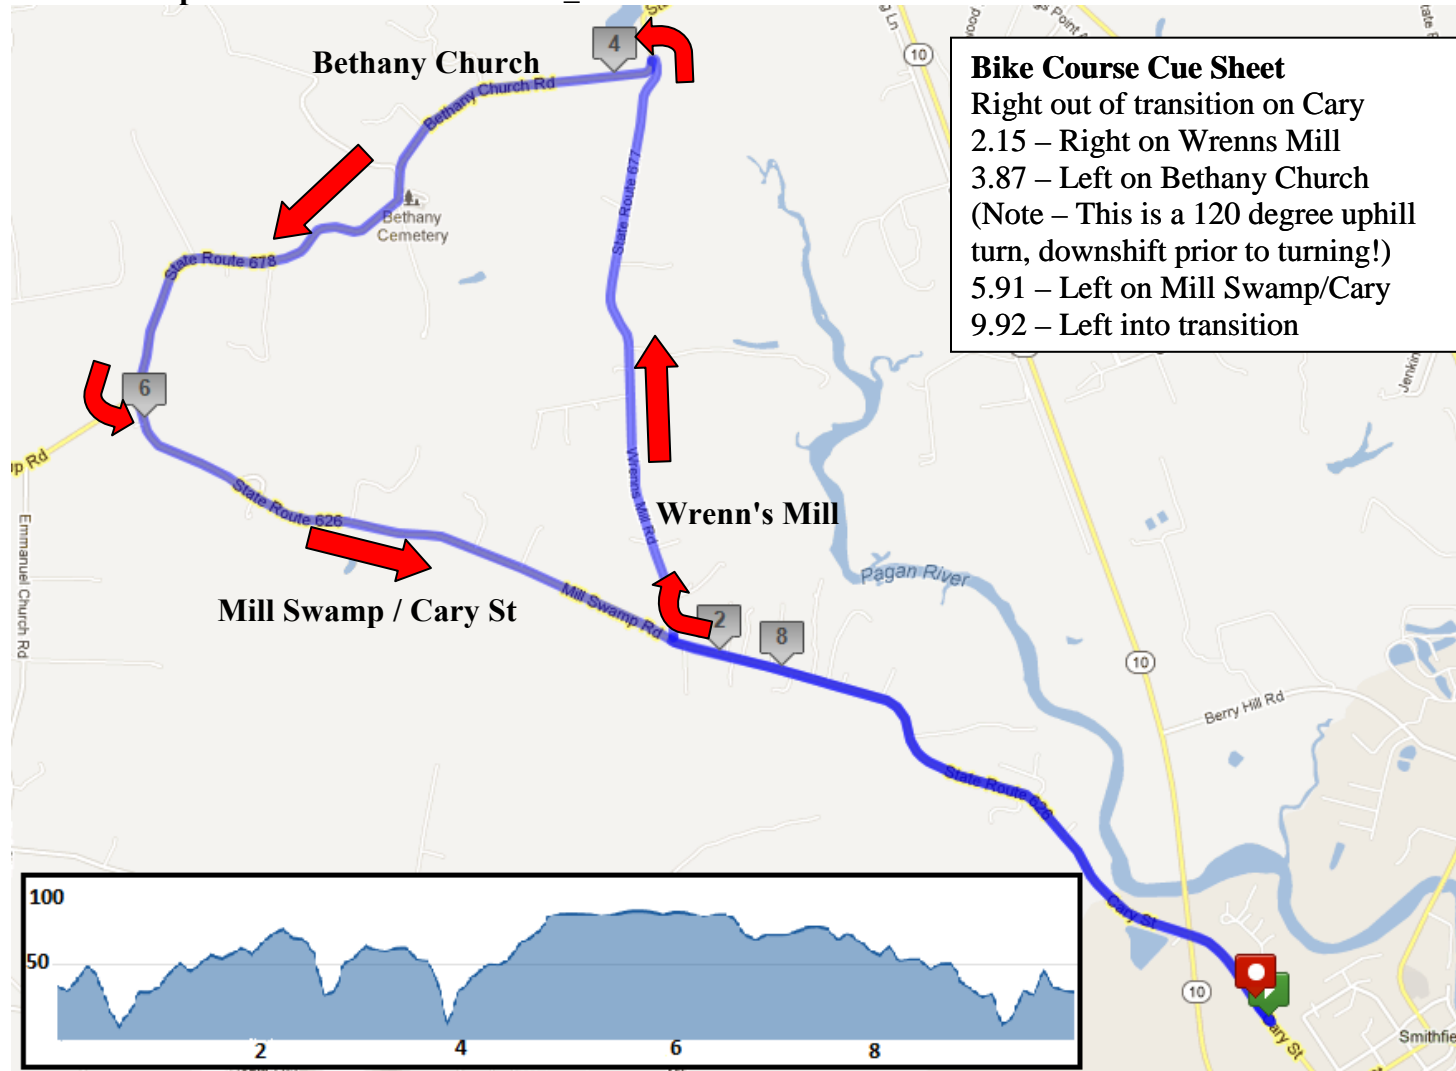 Bethany Church
4
10
Bike Course Cue Sheet
Right out of transition on Cary
2.15 – Right on Wrenns Mill
3.87 – Left on Bethany Church
(Note – This is a 120 degree uphill
turn, downshift prior to turning!)
5.91 – Left on Mill Swamp/Cary
9.92 – Left into transition
Bethany Church Rd
State Route 677
Bethany
Cemetery
State Route 678
6
Rd
Emmanuel Church Rd
State Route 626
Wrenns Mill Rd
Wrenn's Mill
Mill Swamp / Cary St
Mill Swamp Rd
2
8
Pagan River
10
Berry Hill Rd
State Route 626
Cary St
10
Cary St
Smithfie
100
50
2
4
6
8